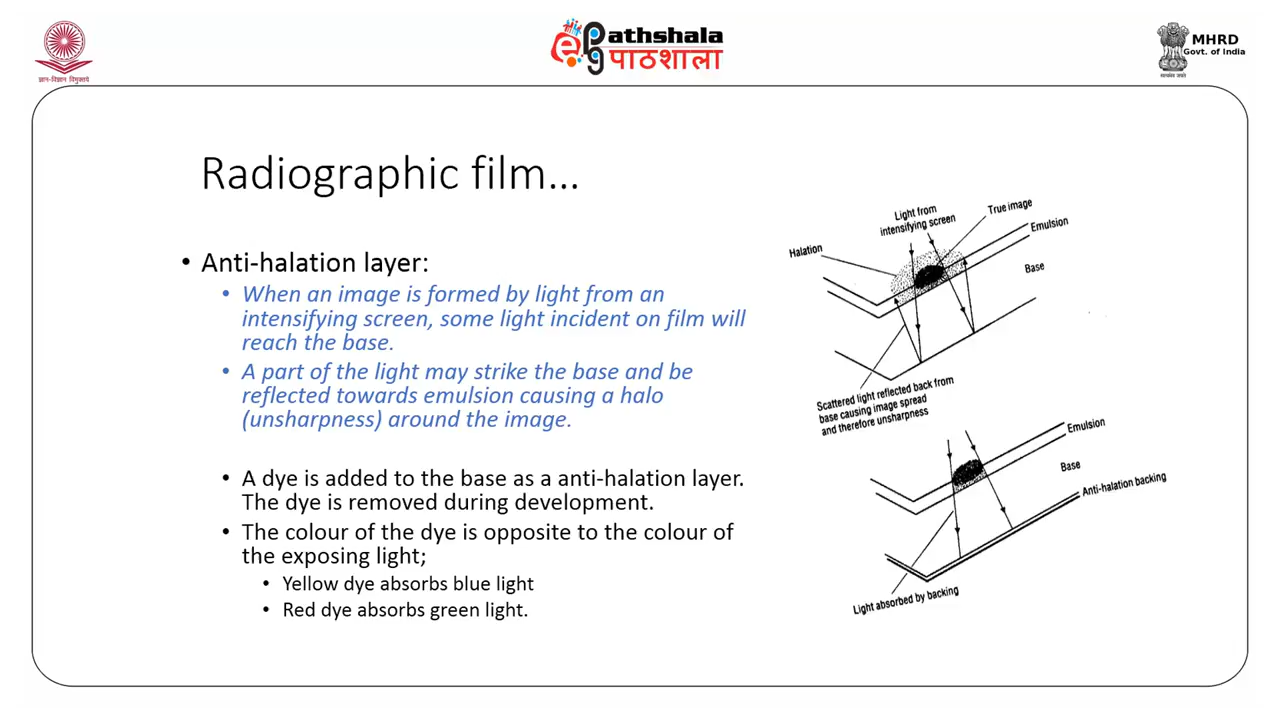 ज्ञान-विज्ञान विमुक्तये
Pathshala
पाठशाला
MHRD
Govt. of India
सत्यमेव जयते
Radiographic film...
• Anti-halation layer:
• When an image is formed by light from an
intensifying screen, some light incident on film will
reach the base.
• A part of the light may strike the base and be
reflected towards emulsion causing a halo
(unsharpness) around the image.
• A dye is added to the base as a anti-halation layer.
The dye is removed during development.
• The colour of the dye is opposite to the colour of
the exposing light;
• Yellow dye absorbs blue light
• Red dye absorbs green light.
Light from
intensifying screen
True image
Emulsion
Halation
Base
Scattered light reflected back from
base causing image spread
and therefore unsharpness
Emulsion
Base
Anti-halation backing
Light absorbed by backing